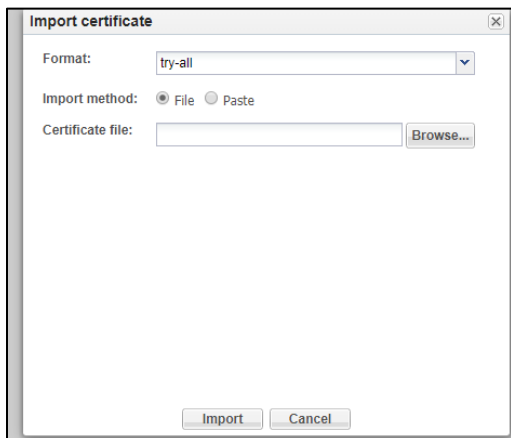 Import certificate
Format: try-all
Import method: File Paste
Certificate file: Browse...
Import Cancel